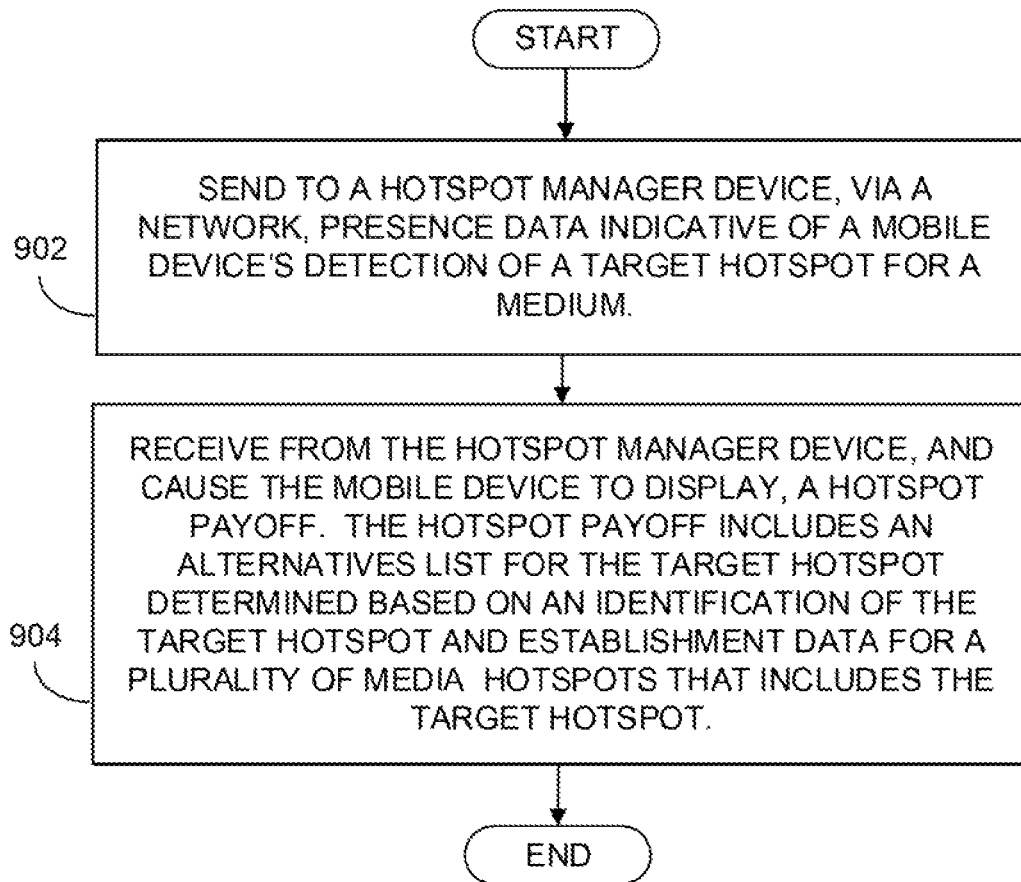 START
SEND TO A HOTSPOT MANAGER DEVICE, VIA A
NETWORK, PRESENCE DATA INDICATIVE OF A MOBILE
DEVICE'S DETECTION OF A TARGET HOTSPOT FOR A
MEDIUM.
902
RECEIVE FROM THE HOTSPOT MANAGER DEVICE, AND
CAUSE THE MOBILE DEVICE TO DISPLAY, A HOTSPOT
PAYOFF. THE HOTSPOT PAYOFF INCLUDES AN
ALTERNATIVES LIST FOR THE TARGET HOTSPOT
DETERMINED BASED ON AN IDENTIFICATION OF THE
TARGET HOTSPOT AND ESTABLISHMENT DATA FOR A
PLURALITY OF MEDIA HOTSPOTS THAT INCLUDES THE
TARGET HOTSPOT.
904
END